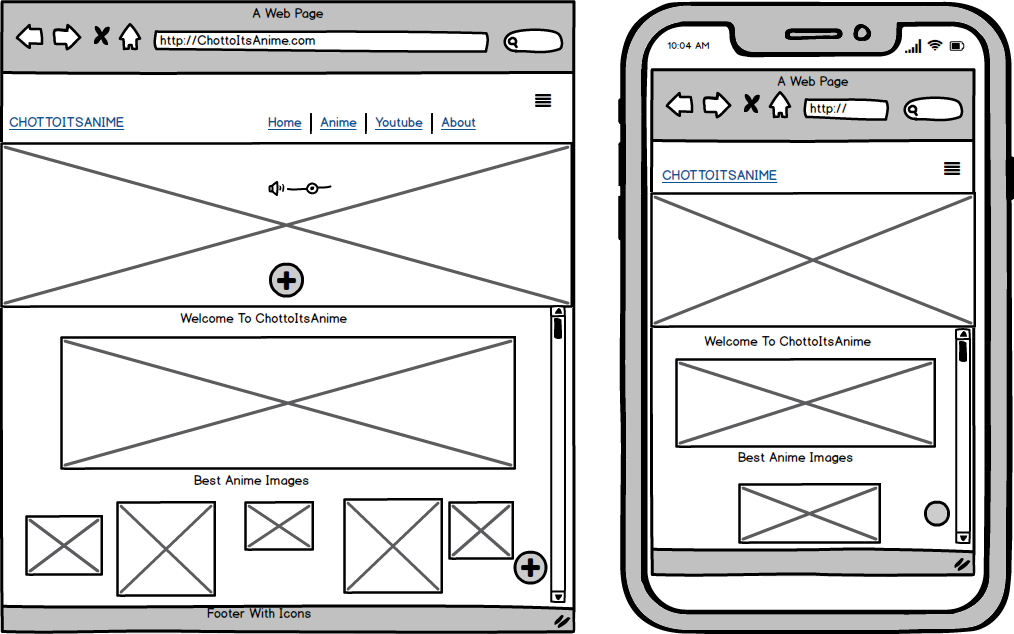 A Web Page
http://ChottoItsAnime.com
CHOTTOITSANIME
Home Anime Youtube About
Welcome To ChottoItsAnime
Best Anime Images
Footer With Icons
10:04 AM
A Web Page
http://
CHOTTOITSANIME
Welcome To ChottoItsAnime
Best Anime Images